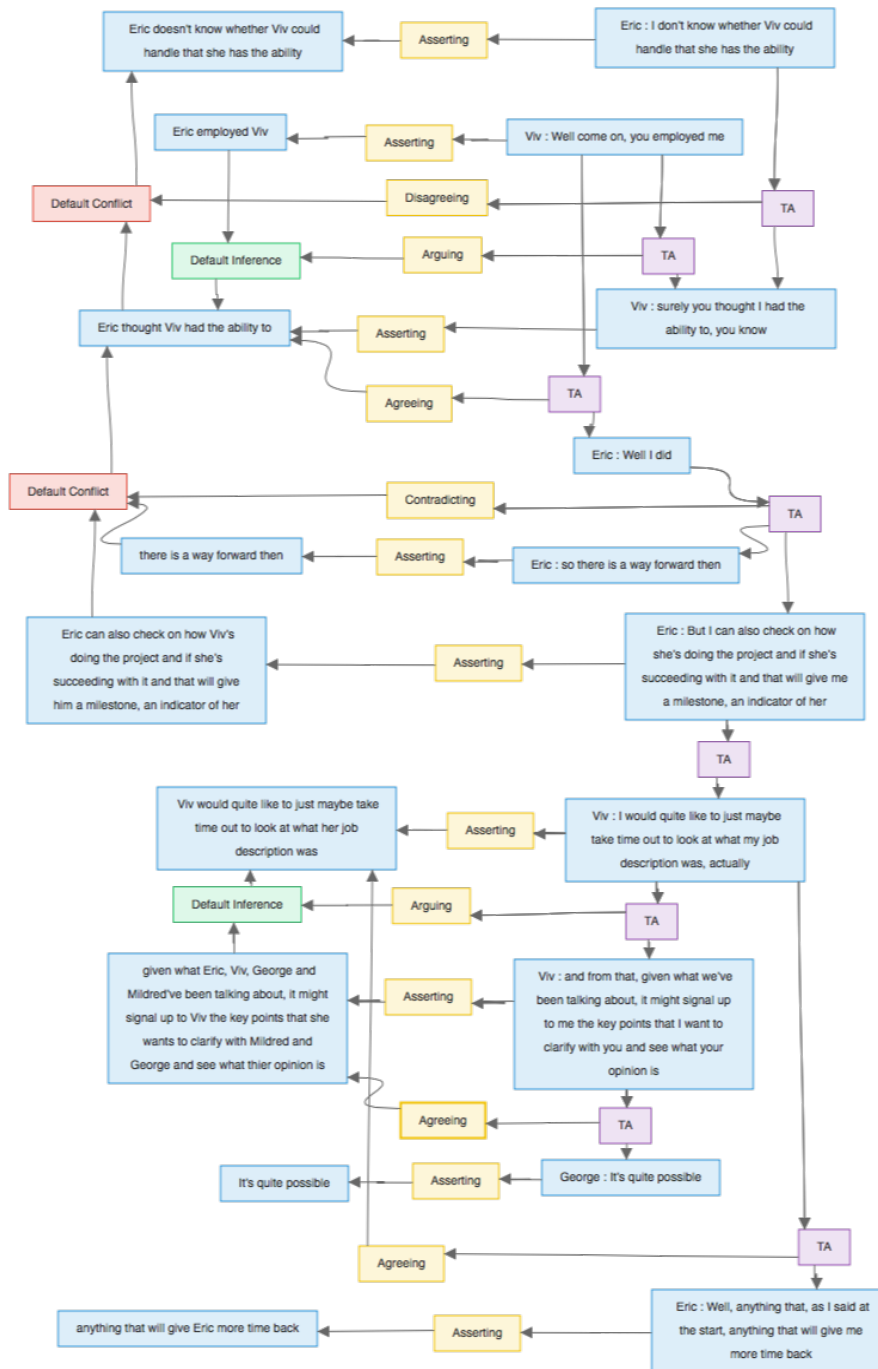 Eric doesn't know whether Viv could
handle that she has the ability
Asserting
Eric : I don't know whether Viv could
handle that she has the ability
Eric employed Viv
Asserting
Viv : Well come on, you employed me
Default Conflict
Disagreeing
TA
Default Inference
Arguing
TA
Eric thought Viv had the ability to
Asserting
Viv : surely you thought I had the
ability to, you know
Agreeing
TA
Eric : Well I did
Default Conflict
Contradicting
TA
there is a way forward then
Asserting
Eric : so there is a way forward then
Eric can also check on how Viv's
doing the project and if she's
succeeding with it and that will give
him a milestone, an indicator of her
Asserting
Eric : But I can also check on how
she's doing the project and if she's
succeeding with it and that will give me
a milestone, an indicator of her
TA
Viv would quite like to just maybe take
time out to look at what her job
description was
Asserting
Viv : I would quite like to just maybe
take time out to look at what my job
description was, actually
Default Inference
Arguing
TA
given what Eric, Viv, George and
Mildred've been talking about, it might
signal up to Viv the key points that she
wants to clarify with Mildred and
George and see what thier opinion is
Asserting
Viv : and from that, given what we've
been talking about, it might signal up
to me the key points that I want to
clarify with you and see what your
opinion is
Agreeing
TA
It's quite possible
Asserting
George : It's quite possible
Agreeing
TA
anything that will give Eric more time back
Asserting
Eric : Well, anything that, as I said at
the start, anything that will give me
more time back